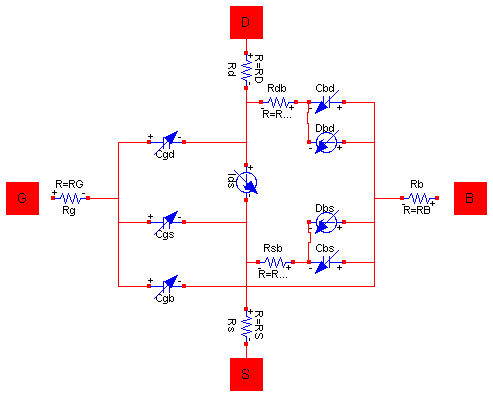 D
R=RD
Rd
Rdb
R=R...
Cbd
Dbd
Cgd
Ids
G
R=RG
Rg
Rb
R=RB
B
Dbs
Cgs
Rsb
R=R...
Cbs
Cgb
R=RS
Rs
S